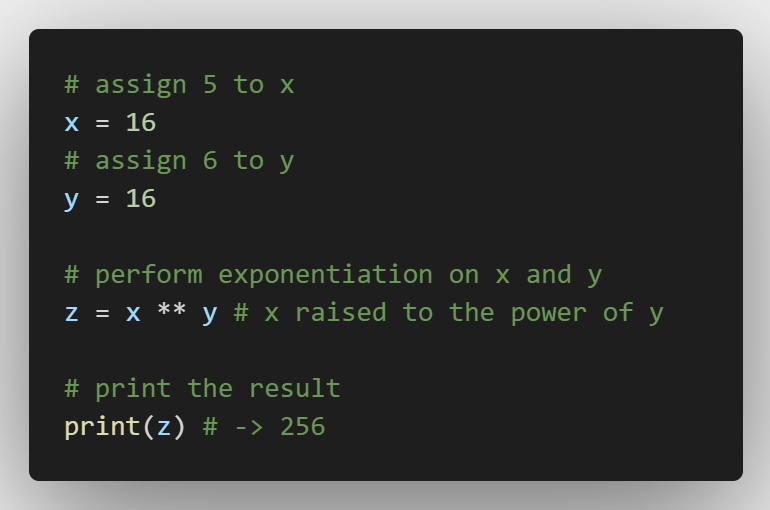 # assign 5 to x
x = 16
# assign 6 to y
y = 16
# perform exponentiation on x and y
z = x ** y # x raised to the power of y
# print the result
print(z) # -> 256